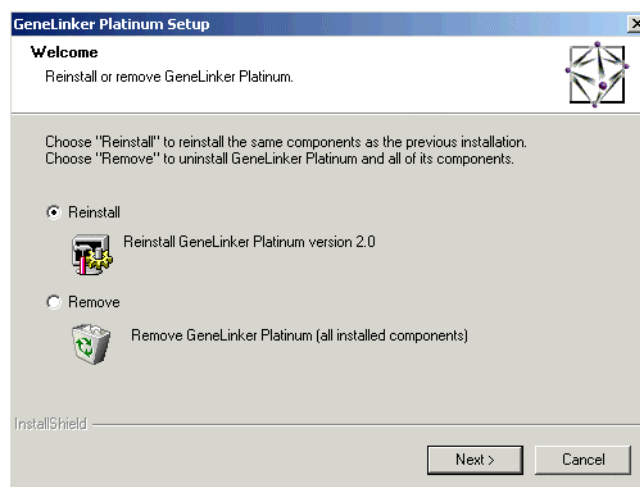 GeneLinker Platinum Setup
Welcome
Reinstall or remove GeneLinker Platinum.
Choose "Reinstall" to reinstall the same components as the previous installation.
Choose "Remove" to uninstall GeneLinker Platinum and all of its components.
Reinstall
Reinstall GeneLinker Platinum version 2.0
Remove
Remove GeneLinker Platinum (all installed components)
InstallShield
Next > Cancel